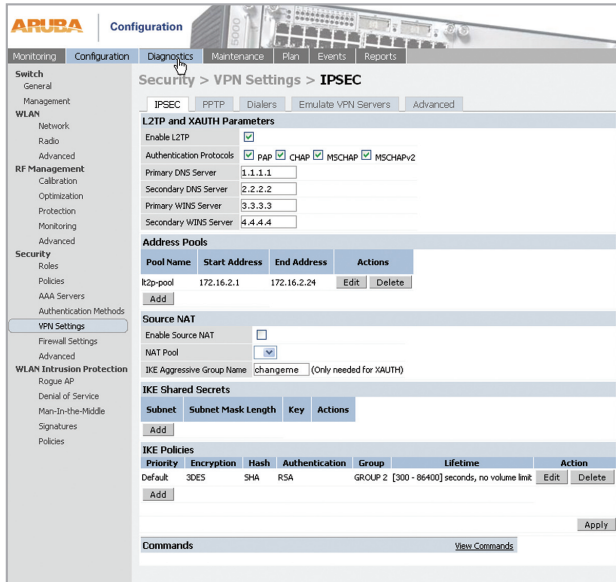 ARUBA Configuration
5000
Monitoring Configuration Diagnostics Maintenance Plan Events Reports
Switch
General
Management
WLAN
Network
Radio
Advanced
RF Management
Calibration
Optimization
Protection
Monitoring
Advanced
Security
Roles
Policies
AAA Servers
Authentication Methods
VPN Settings
Firewall Settings
Advanced
WLAN Intrusion Protection
Rogue AP
Denial of Service
Man-In-the-Middle
Signatures
Policies
Security > VPN Settings > IPSEC
IPSEC PPTP Dialers Emulate VPN Servers Advanced
L2TP and XAUTH Parameters
Enable L2TP
Authentication Protocols PAP CHAP MSCHAP MSCHAPv2
Primary DNS Server 1.1.1.1
Secondary DNS Server 2.2.2.2
Primary WINS Server 3.3.3.3
Secondary WINS Server 4.4.4.4
Address Pools
Pool Name Start Address End Address Actions
lt2p-pool 172.16.2.1 172.16.2.24 Edit Delete
Add
Source NAT
Enable Source NAT
NAT Pool
IKE Aggressive Group Name changeme (Only needed for XAUTH)
IKE Shared Secrets
Subnet Subnet Mask Length Key Actions
Add
IKE Policies
Priority Encryption Hash Authentication Group Lifetime Action
Default 3DES SHA RSA GROUP 2 [300 - 86400] seconds, no volume limit Edit Delete
Add
Apply
Commands View Commands